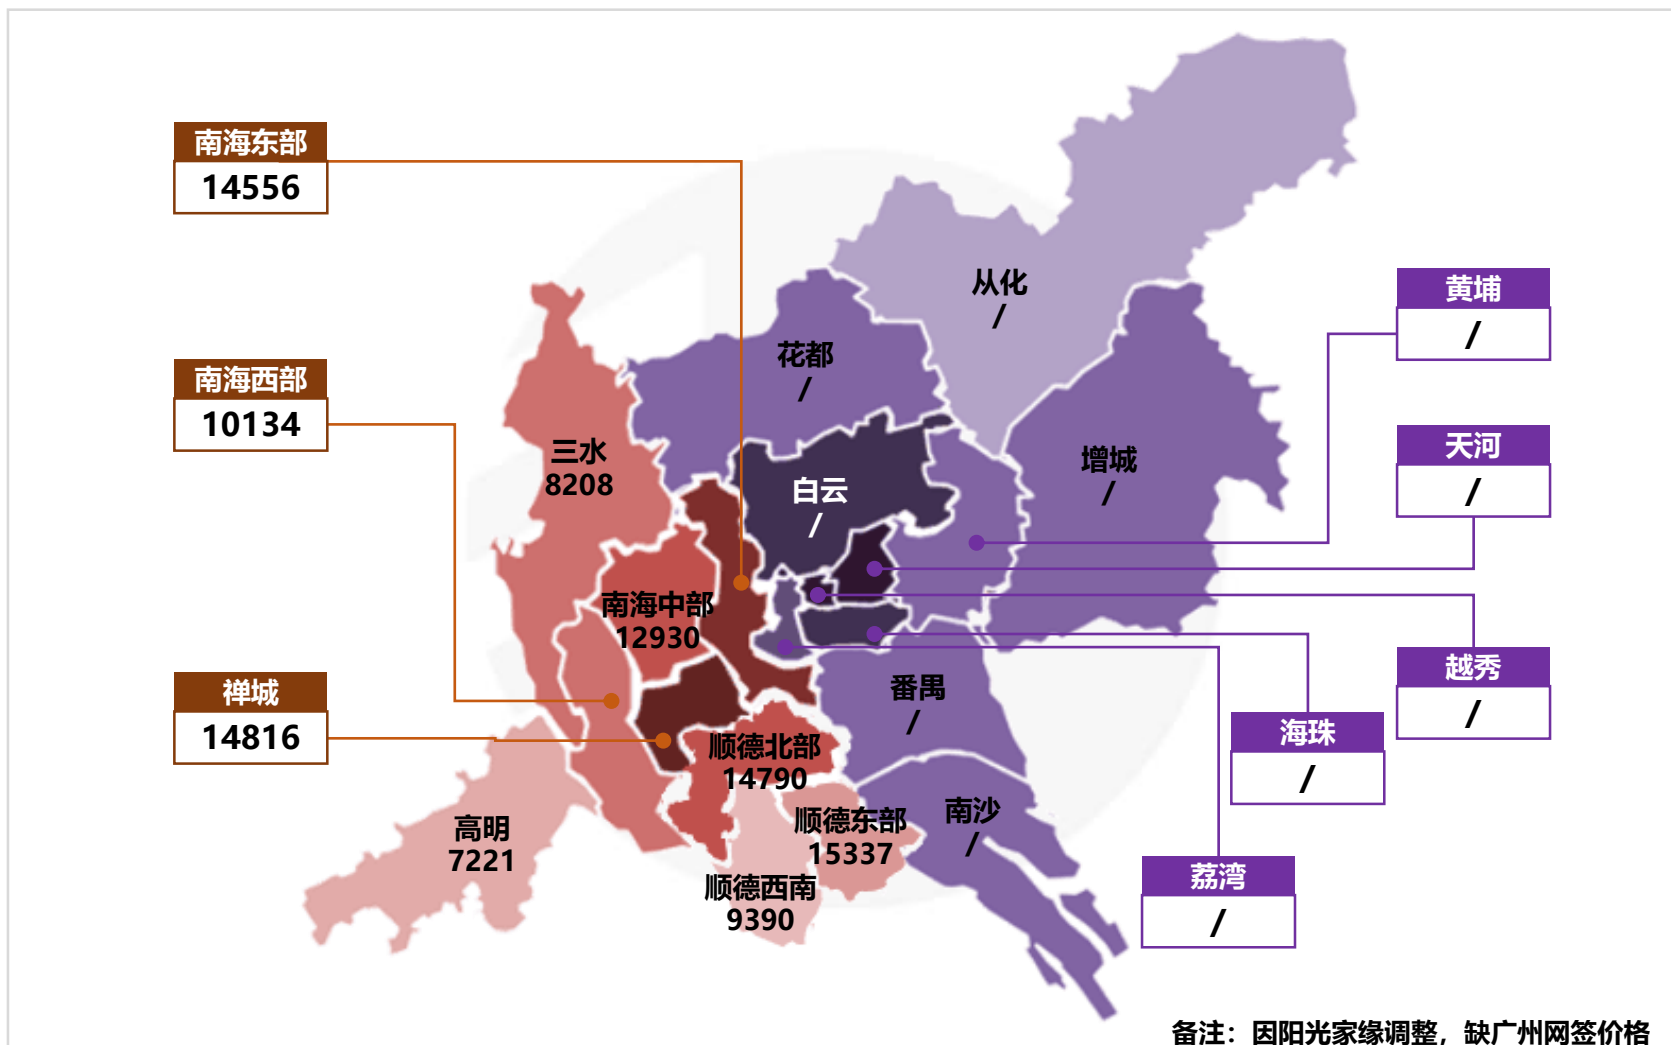 南海东部
14556
南海西部
10134
禅城
14816
从化
/
花都
/
三水
8208
白云
/
增城
/
南海中部
12930
番禺
/
顺德北部
14790
顺德东部
15337
南沙
/
高明
7221
顺德西南
9390
黄埔
/
天河
/
越秀
/
海珠
/
荔湾
/
备注：因阳光家缘调整，缺广州网签价格